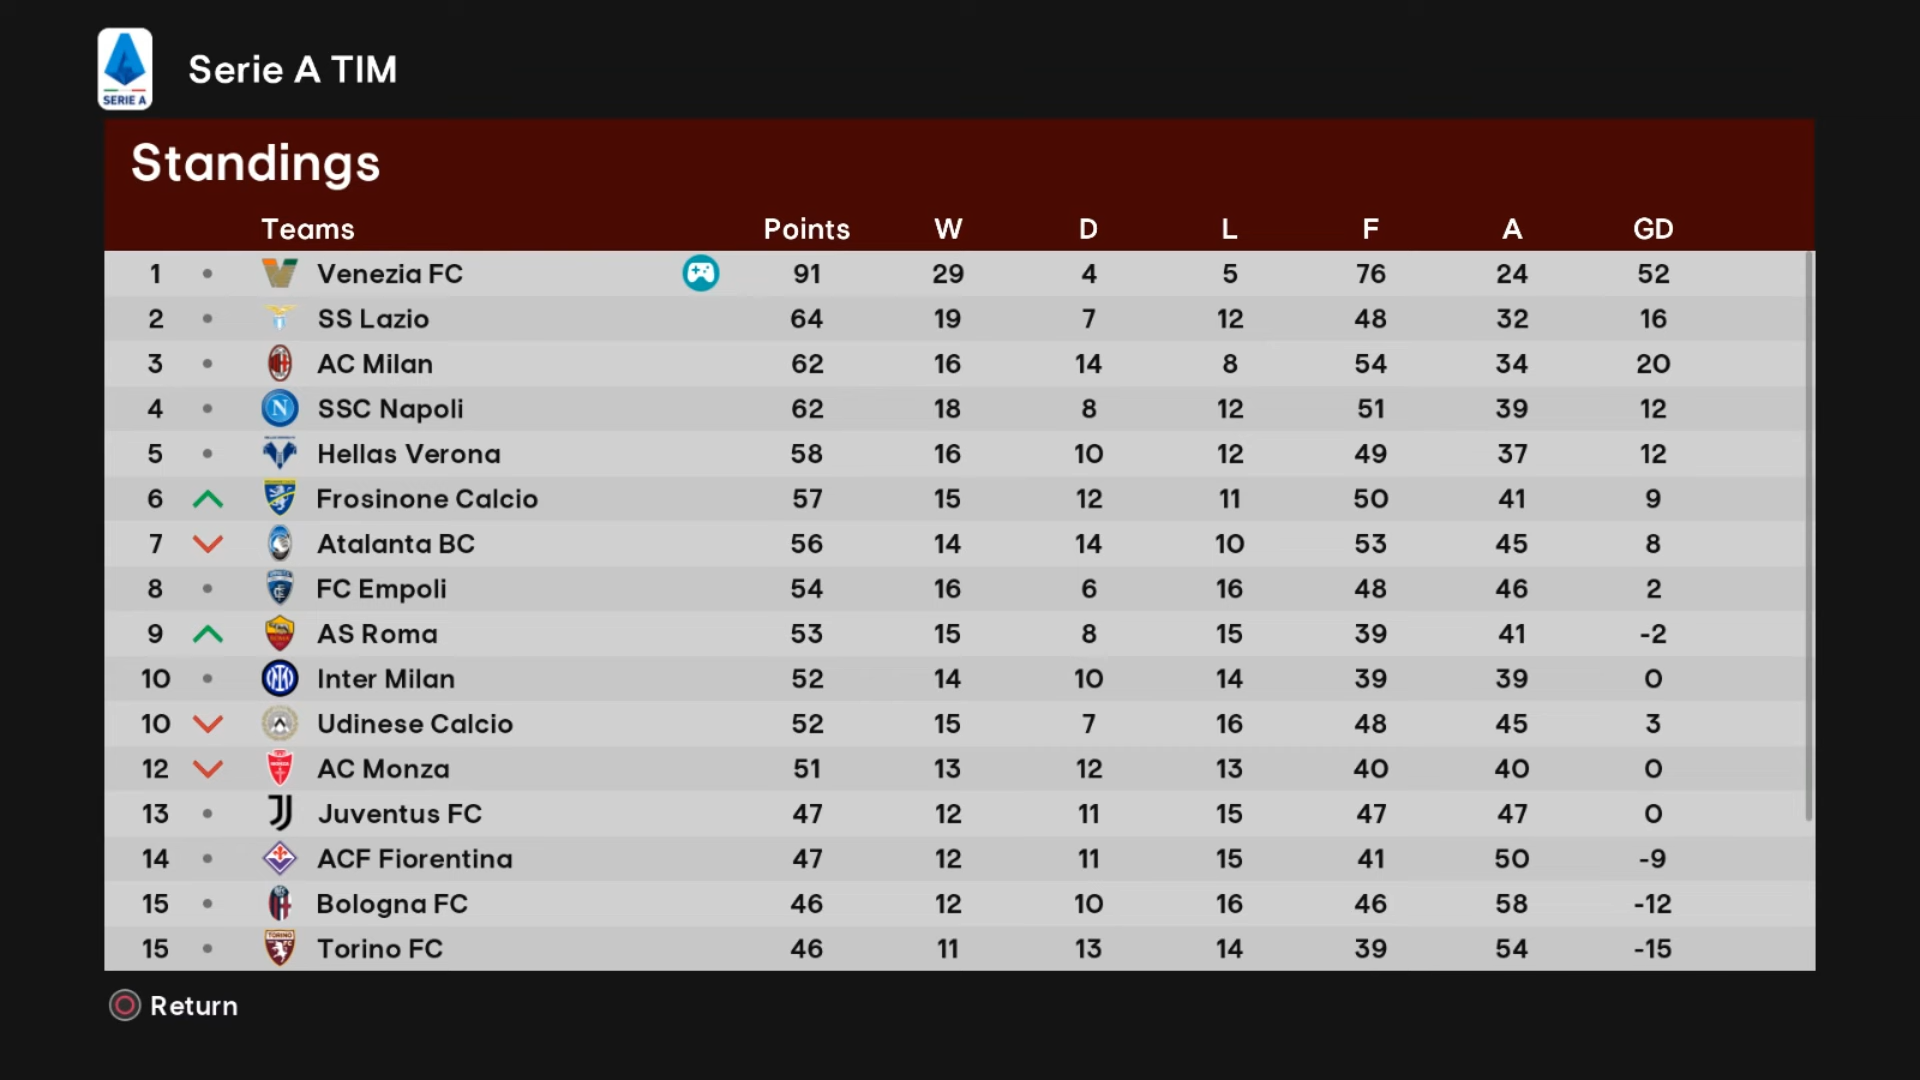 SERIE A
Serie A TIM
Standings
Teams Points W D L F A GD
1 Venezia FC 91 29 4 5 76 24 52
2 SS Lazio 64 19 7 12 48 32 16
3 AC Milan 62 16 14 8 54 34 20
4 SSC Napoli 62 18 8 12 51 39 12
5 Hellas Verona 58 16 10 12 49 37 12
6 Frosinone Calcio 57 15 12 11 50 41 9
7 Atalanta BC 56 14 14 10 53 45 8
8 FC Empoli 54 16 6 16 48 46 2
9 AS Roma 53 15 8 15 39 41 -2
10 Inter Milan 52 14 10 14 39 39 0
10 Udinese Calcio 52 15 7 16 48 45 3
12 AC Monza 51 13 12 13 40 40 0
13 Juventus FC 47 12 11 15 47 47 0
14 ACF Fiorentina 47 12 11 15 41 50 -9
15 Bologna FC 46 12 10 16 46 58 -12
15 Torino FC 46 11 13 14 39 54 -15
Return